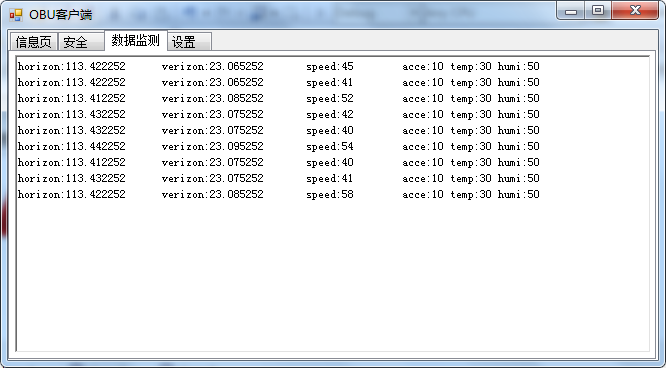 OBU客户端
信息页 安全 数据监测 设置
horizon:113.422252 verizon:23.065252 speed:45 acce:10 temp:30 humi:50
horizon:113.422252 verizon:23.065252 speed:41 acce:10 temp:30 humi:50
horizon:113.412252 verizon:23.085252 speed:52 acce:10 temp:30 humi:50
horizon:113.432252 verizon:23.075252 speed:42 acce:10 temp:30 humi:50
horizon:113.432252 verizon:23.075252 speed:40 acce:10 temp:30 humi:50
horizon:113.442252 verizon:23.095252 speed:54 acce:10 temp:30 humi:50
horizon:113.412252 verizon:23.075252 speed:40 acce:10 temp:30 humi:50
horizon:113.432252 verizon:23.075252 speed:41 acce:10 temp:30 humi:50
horizon:113.422252 verizon:23.085252 speed:58 acce:10 temp:30 humi:50